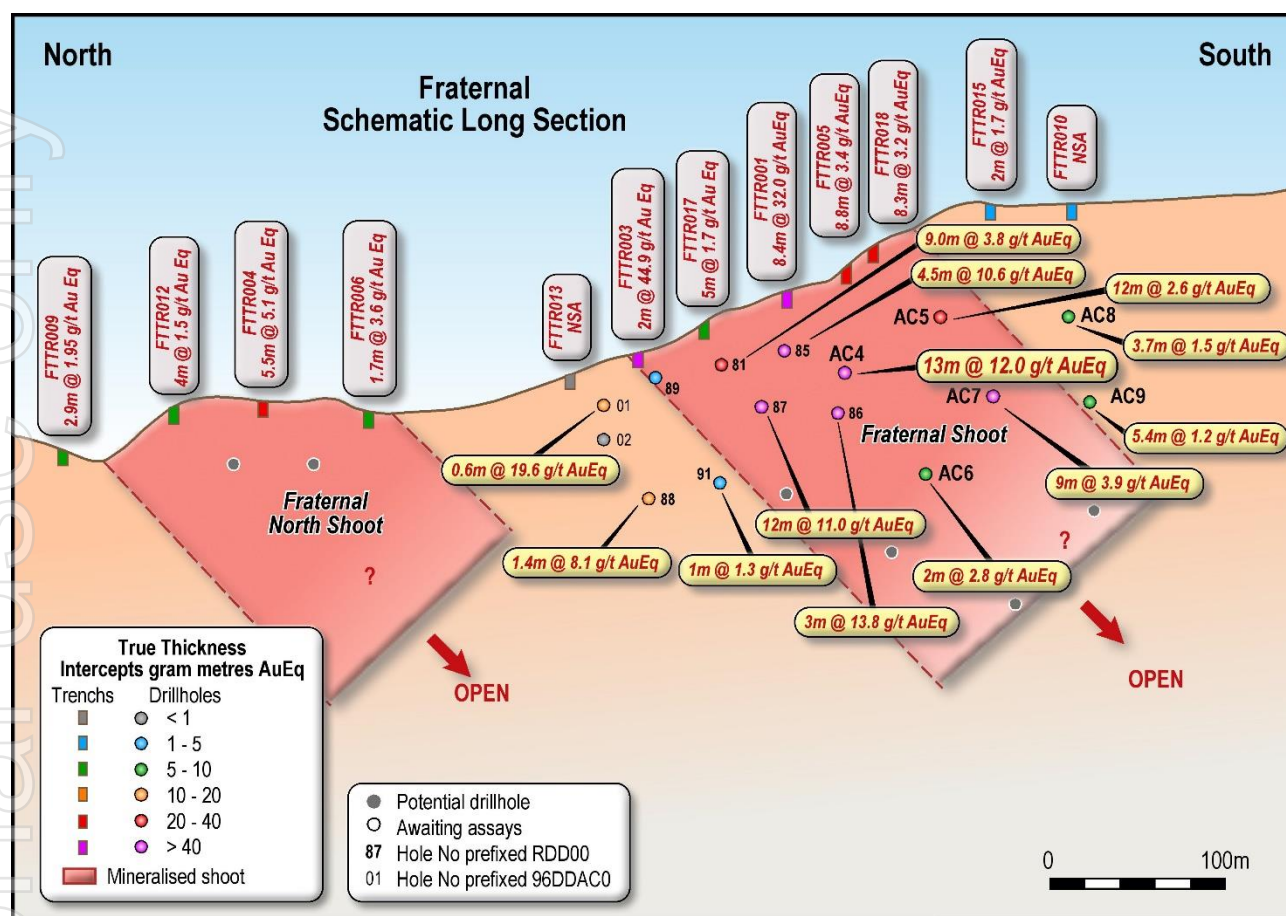 North
South
Fraternal
Schematic Long Section
FTTR009
2.9m @ 1.95 g/t Au Eq
FTTR012
4m @ 1.5 g/t Au Eq
FTTR004
5.5m @ 5.1 g/t Au Eq
FTTR006
1.7m @ 3.6 g/t Au Eq
FTTR013
NSA
FTTR003
2m @ 44.9 g/t Au Eq
FTTR017
5m @ 1.7 g/t Au Eq
FTTR001
8.4m @ 32.0 g/t AuEq
FTTR005
8.8m @ 3.4 g/t AuEq
FTTR018
8.3m @ 3.2 g/t AuEq
FTTR015
2m @ 1.7 g/t AuEq
FTTR010
NSA
9.0m @ 3.8 g/t AuEq
4.5m @ 10.6 g/t AuEq
12m @ 2.6 g/t AuEq
AC5
AC8
3.7m @ 1.5 g/t AuEq
85
81
89
AC4
13m @ 12.0 g/t AuEq
AC7
AC9
01
87
86
Fraternal Shoot
5.4m @ 1.2 g/t AuEq
02
0.6m @ 19.6 g/t AuEq
91
AC6
9m @ 3.9 g/t AuEq
88
Fraternal
North Shoot
12m @ 11.0 g/t AuEq
?
1.4m @ 8.1 g/t AuEq
1m @ 1.3 g/t AuEq
2m @ 2.8 g/t AuEq
?
3m @ 13.8 g/t AuEq
OPEN
OPEN
True Thickness
Intercepts gram metres AuEq
Trenchs Drillholes
< 1
1 - 5
5 - 10
10 - 20
20 - 40
> 40
Mineralised shoot
Potential drillhole
Awaiting assays
87 Hole No prefixed RDD00
01 Hole No prefixed 96DDAC0
0 100m